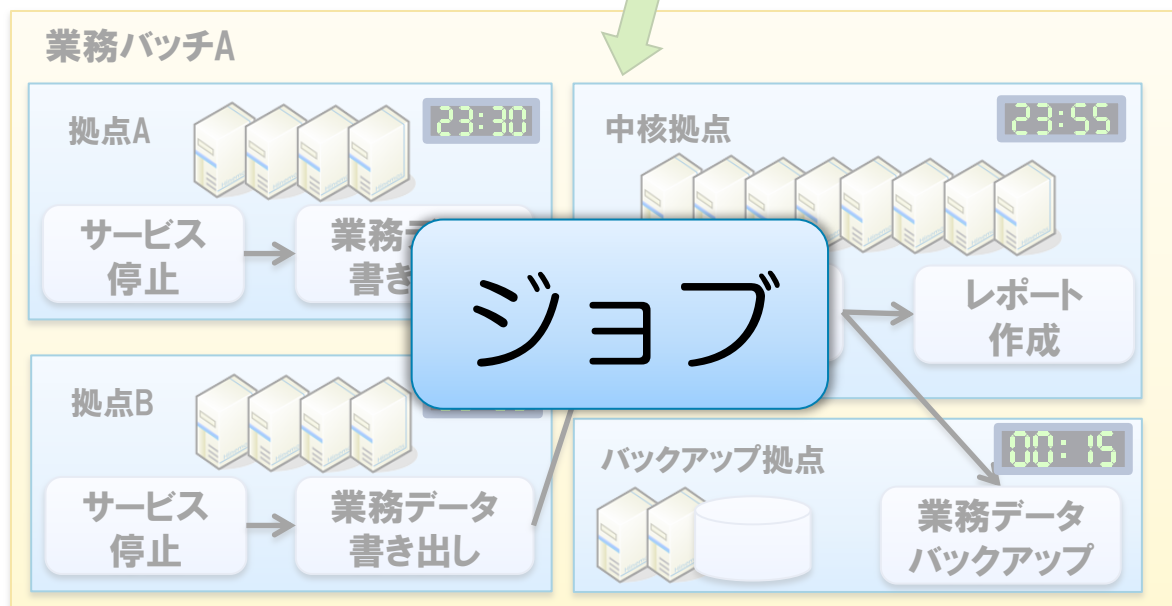 業務バッチA
拠点A
23:30
サービス
停止
業務デ
書き
中核拠点
23:55
レポート
作成
ジョブ
拠点B
サービス
停止
業務データ
書き出し
バックアップ拠点
00:15
業務データ
バックアップ